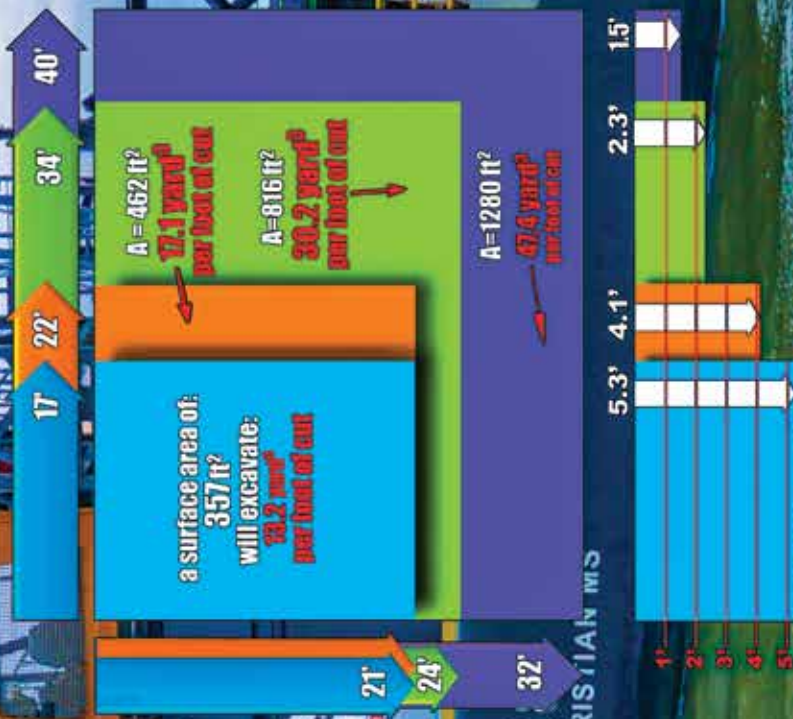 17'
22'
34'
40'
a surface area of:
357 ft²
will excavate:
13.2 yard³
per foot of cut
A = 462 ft²
17.1 yard³
per foot of cut
A=816 ft²
30.2 yard³
per foot of cut
A=1280 ft²
47.4 yard³
per foot of cut
21'
24'
32'
RISTIAN MS
5.3'
4.1'
2.3'
1.5'
1'
2'
3'
4'
5'